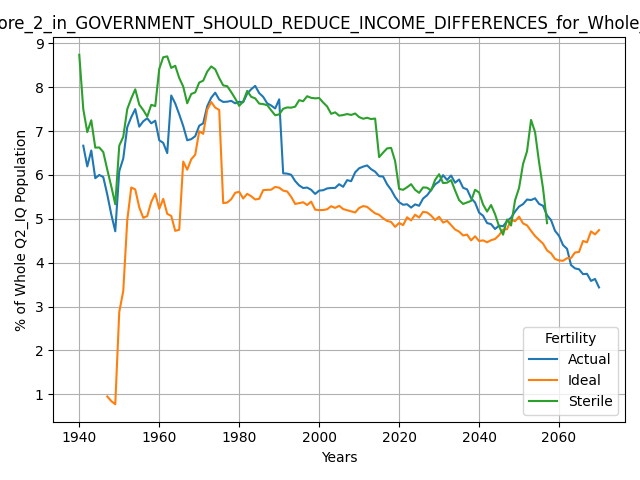 ore_2_in_GOVERNMENT_SHOULD_REDUCE_INCOME_DIFFERENCES_for_Whole_
9
8
7
6
5
4
3
2
1
% of Whole Q2_IQ Population
1940 1960 1980 2000 2020 2040 2060
Years
Fertility
Actual
Ideal
Sterile